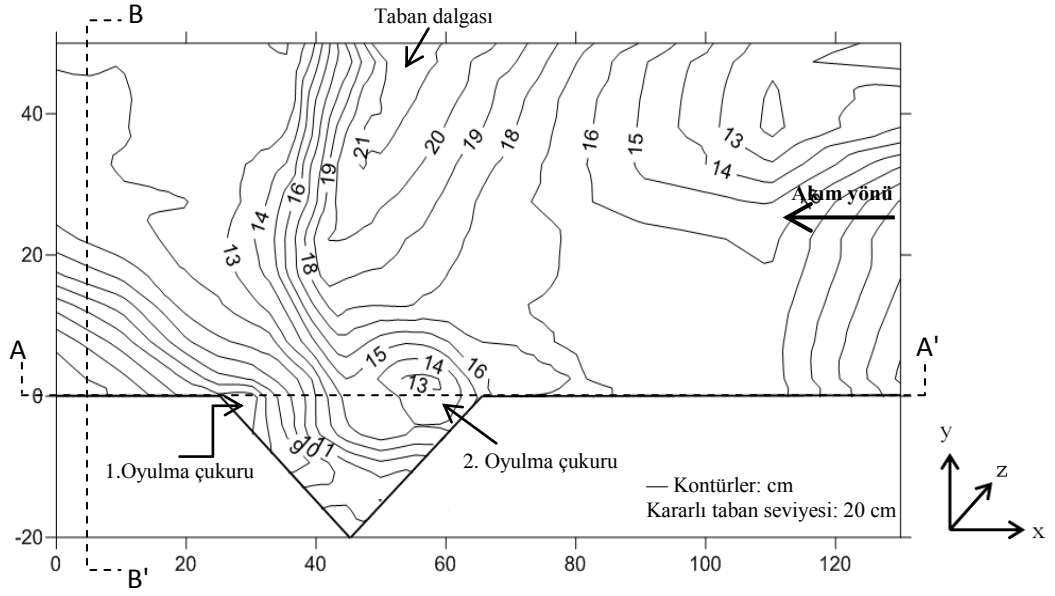 B
Taban dalgası
40
21
20
19
18
16
15
13
14
19
16
14
Akım yönü
20
13
18
A
A'
15
14
16
13
0
9
10
11
1.Oyulma çukuru
2. Oyulma çukuru
— Kontürler: cm
Kararlı taban seviyesi: 20 cm
y
z
x
-20
0
20
40
60
80
100
120
B'